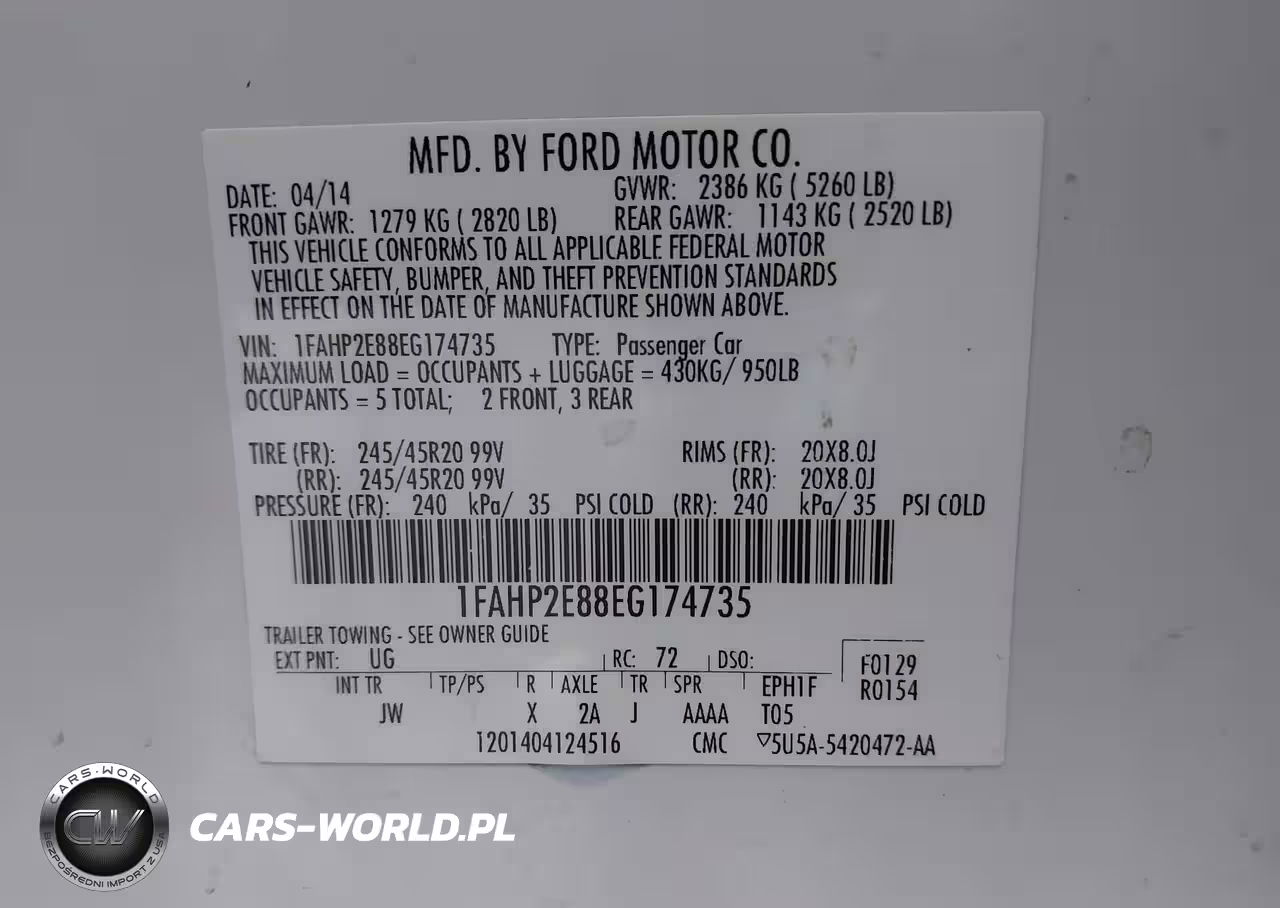 MFD. BY FORD MOTOR CO.
DATE: 04/14 GVWR: 2386 KG ( 5260 LB)
FRONT GAWR: 1279 KG ( 2820 LB) REAR GAWR: 1143 KG ( 2520 LB)
THIS VEHICLE CONFORMS TO ALL APPLICABLE FEDERAL MOTOR
VEHICLE SAFETY, BUMPER, AND THEFT PREVENTION STANDARDS
IN EFFECT ON THE DATE OF MANUFACTURE SHOWN ABOVE.
VIN: 1FAHP2E88EG174735 TYPE: Passenger Car
MAXIMUM LOAD = OCCUPANTS + LUGGAGE = 430KG/ 950LB
OCCUPANTS = 5 TOTAL; 2 FRONT, 3 REAR
TIRE (FR): 245/45R20 99V RIMS (FR): 20X8.0J
(RR): 245/45R20 99V (RR): 20X8.0J
PRESSURE (FR): 240 kPa/ 35 PSI COLD (RR): 240 kPa/ 35 PSI COLD
1FAHP2E88EG174735
TRAILER TOWING - SEE OWNER GUIDE
EXT PNT: UG RC: 72 DSO: F0129
INT TR TP/PS R AXLE TR SPR EPH1F R0154
JW X 2A J AAAA T05
1201404124516 CMC ▽5U5A-5420472-AA
CARS-WORLD
CW
BEZPOŚREDNI IMPORT Z USA
CARS-WORLD.PL